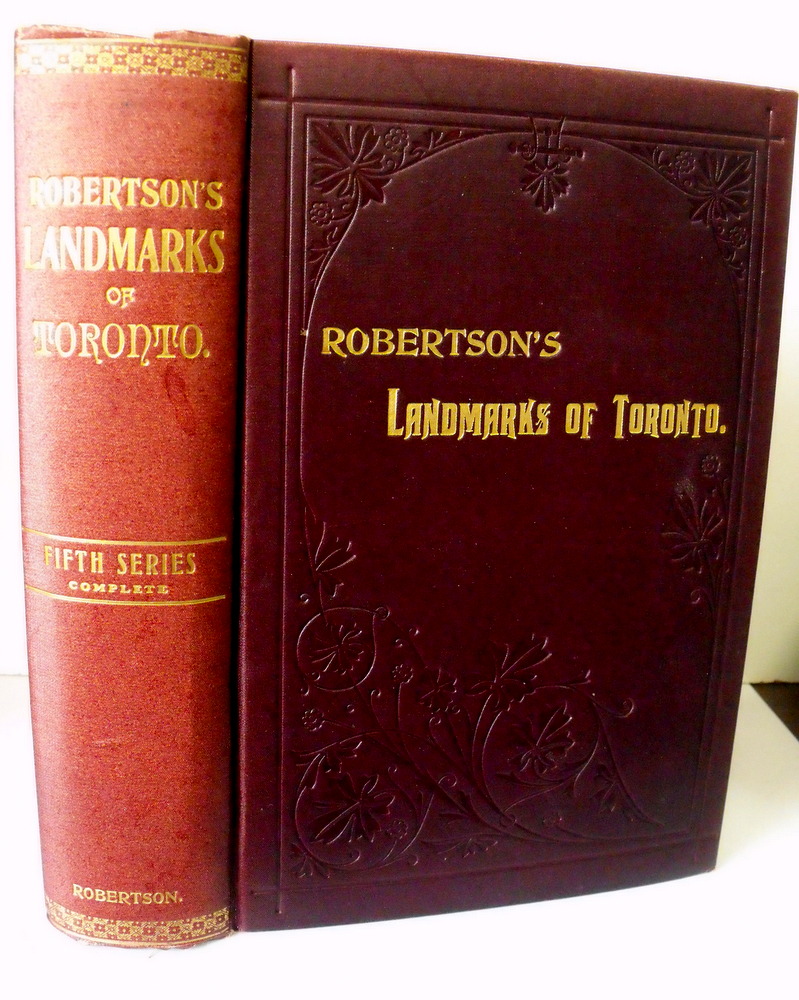 ROBERTSON'S
LANDMARKS
OF
TORONTO.
FIFTH SERIES
COMPLETE
ROBERTSON.
ROBERTSON'S
LANDMARKS OF TORONTO.